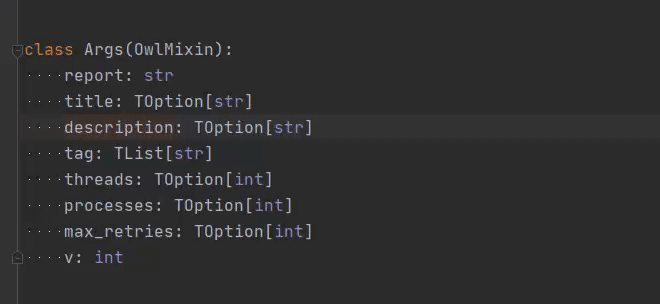 class Args(OwlMixin):
    report: str
    title: TOption[str]
    description: TOption[str]
    tag: TList[str]
    threads: TOption[int]
    processes: TOption[int]
    max_retries: TOption[int]
    v: int